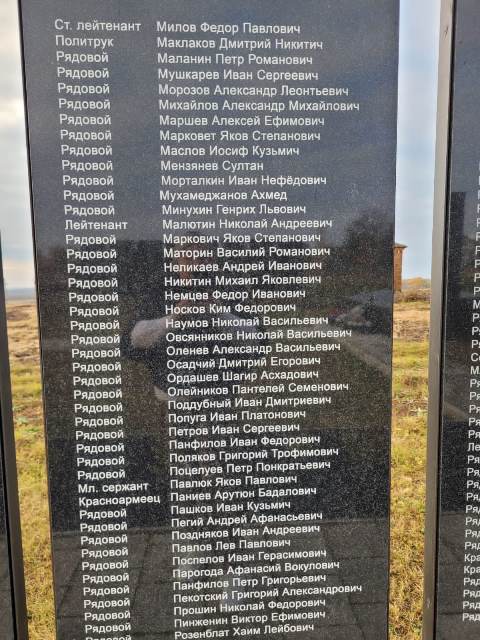 Ст. лейтенант Милов Федор Павлович
Политрук Маклаков Дмитрий Никитич
Рядовой Маланин Петр Романович
Рядовой Мушкарев Иван Сергеевич
Рядовой Морозов Александр Леонтьевич
Рядовой Михайлов Александр Михайлович
Рядовой Маршев Алексей Ефимович
Рядовой Марковет Яков Степанович
Рядовой Маслов Иосиф Кузьмич
Рядовой Мензянев Султан
Рядовой Морталкин Иван Нефёдович
Рядовой Мухамеджанов Ахмед
Рядовой Минухин Генрих Львович
Лейтенант Малютин Николай Андреевич
Рядовой Маркович Яков Степанович
Рядовой Маторин Василий Романович
Рядовой Неликаев Андрей Иванович
Рядовой Никитин Михаил Яковлевич
Рядовой Немцев Федор Иванович
Рядовой Носков Ким Федорович
Рядовой Наумов Николай Васильевич
Рядовой Овсянников Николай Васильевич
Рядовой Оленев Александр Васильевич
Рядовой Осадчий Дмитрий Егорович
Рядовой Ордашев Шагир Асхадович
Рядовой Олейников Пантелей Семенович
Рядовой Поддубный Иван Дмитриевич
Рядовой Попуга Иван Платонович
Рядовой Петров Иван Сергеевич
Рядовой Панфилов Иван Федорович
Рядовой Поляков Григорий Трофимович
Рядовой Поцелуев Петр Понкратьевич
Мл. сержант Павлюк Яков Павлович
Красноармеец Паниев Арутюн Бадалович
Рядовой Пашков Иван Кузьмич
Рядовой Пегий Андрей Афанасьевич
Рядовой Поздняков Иван Андреевич
Рядовой Павлов Лев Павлович
Рядовой Поспелов Иван Герасимович
Рядовой Парогода Афанасий Вокулович
Рядовой Панфилов Петр Григорьевич
Рядовой Пекотский Григорий Александрович
Рядовой Прошин Николай Федорович
Рядовой Пинженин Виктор Ефимович
Рядовой Розенблат Хаим Лейбович